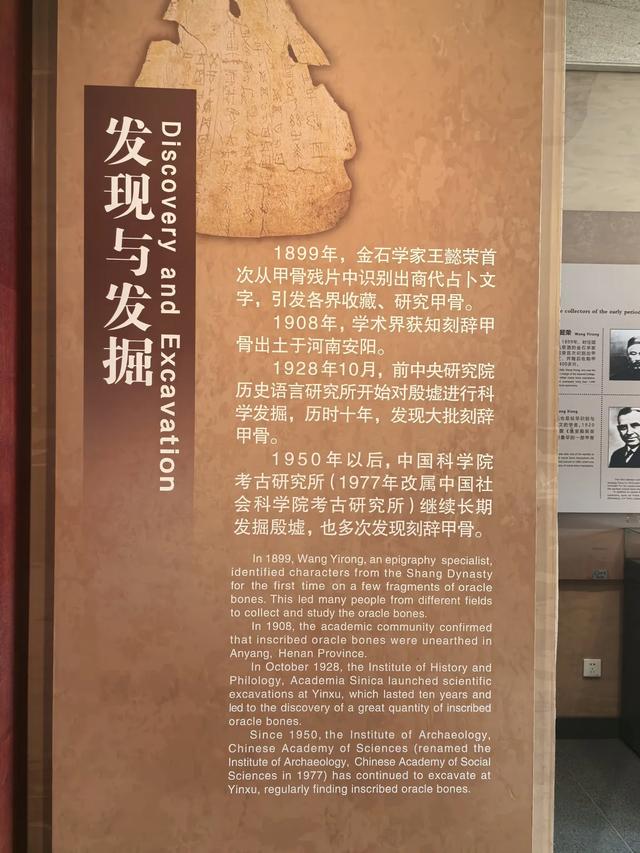 发现与发掘
Discovery and Excavation
1899年，金石学家王懿荣首
次从甲骨残片中识别出商代占卜文
字，引发各界收藏、研究甲骨。
1908年，学术界获知刻辞甲
骨出土于河南安阳。
1928年10月，前中央研究院
历史语言研究所开始对殷墟进行科
学发掘，历时十年，发现大批刻辞
甲骨。
1950年以后，中国科学院
考古研究所（1977年改属中国社
会科学院考古研究所）继续长期
发掘殷墟，也多次发现刻辞甲骨。
In 1899, Wang Yirong, an epigraphy specialist,
identified characters from the Shang Dynasty
for the first time on a few fragments of oracle
bones. This led many people from different fields
to collect and study the oracle bones.
In 1908, the academic community confirmed
that inscribed oracle bones were unearthed in
Anyang, Henan Province.
In October 1928, the Institute of History and
Philology, Academia Sinica launched scientific
excavations at Yinxu, which lasted ten years and
led to the discovery of a great quantity of inscribed
oracle bones.
Since 1950, the Institute of Archaeology,
Chinese Academy of Sciences (renamed the
Institute of Archaeology, Chinese Academy of Social
Sciences in 1977) has continued to excavate at
Yinxu, regularly finding inscribed oracle bones.
collectors of the early period
Wang Yirong